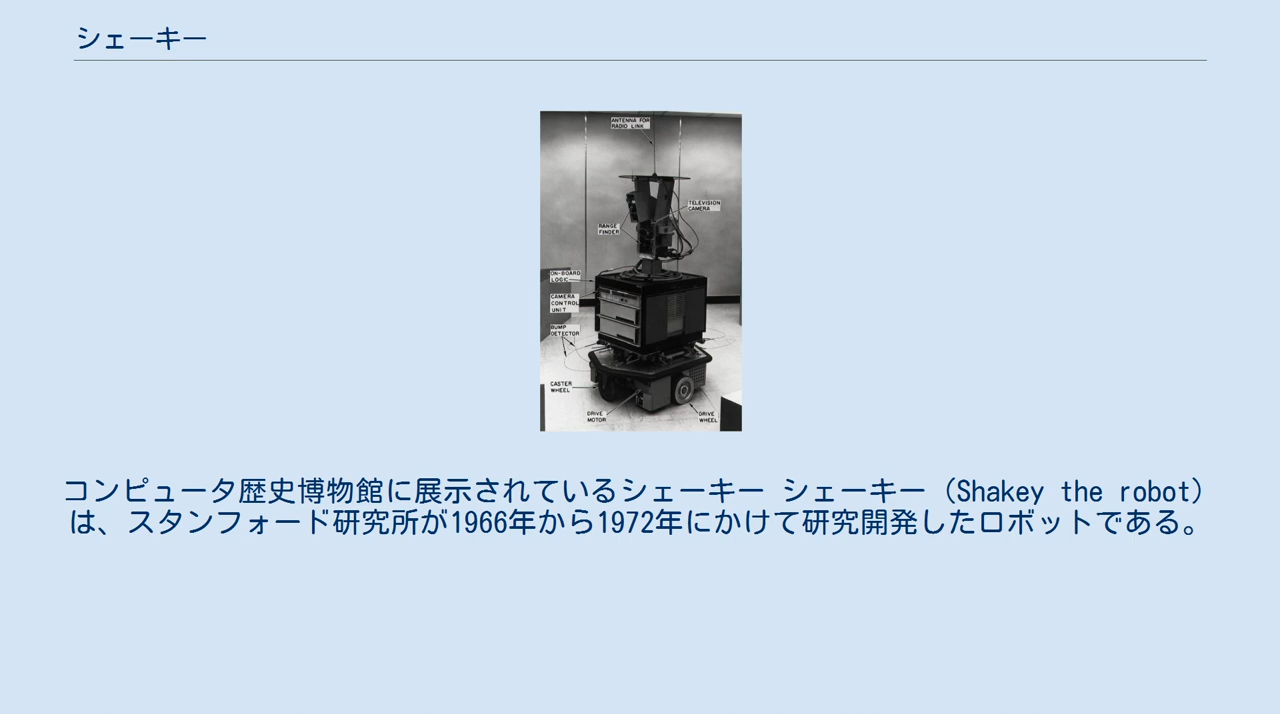 シェーキー
ANTENNA FOR
RADIO LINK
TELEVISION
CAMERA
RANGE
FINDER
ON-BOARD
LOGIC
CAMERA
CONTROL
UNIT
BUMP
DETECTOR
CASTER
WHEEL
DRIVE
MOTOR
DRIVE
WHEEL
コンピュータ歴史博物館に展示されているシェーキー シェーキー（Shakey the robot）
は、スタンフォード研究所が1966年から1972年にかけて研究開発したロボットである。